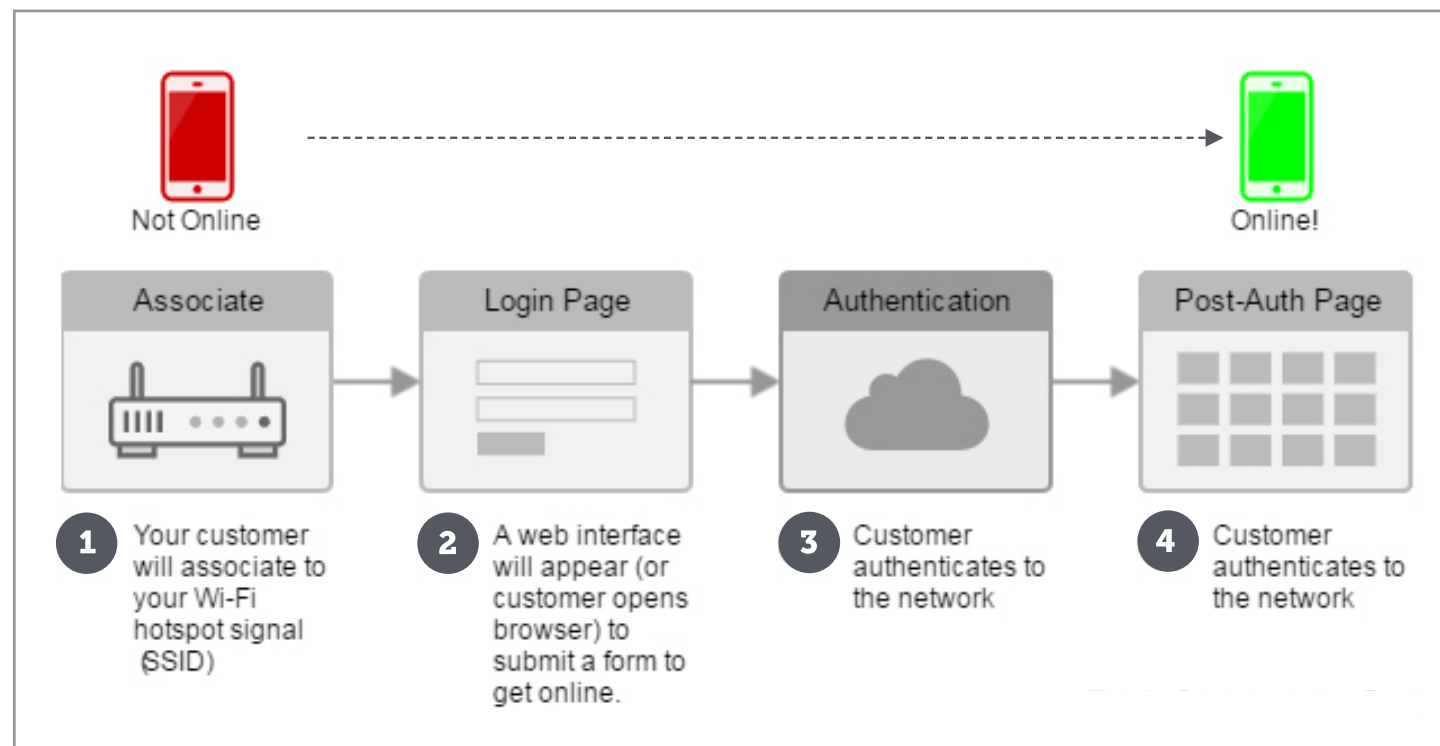 Not Online
Online!
Associate
Login Page
Authentication
Post-Auth Page
1
Your customer
will associate to
your Wi-Fi
hotspot signal
(SSID)
2
A web interface
will appear (or
customer opens
browser) to
submit a form to
get online.
3
Customer
authenticates to
the network
4
Customer
authenticates to
the network